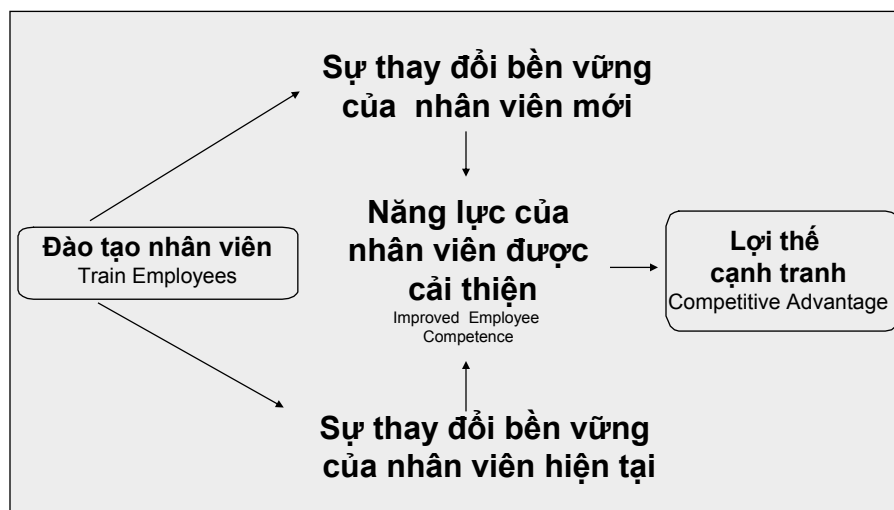 Sự thay đổi bền vững
của nhân viên mới
Đào tạo nhân viên
Train Employees
Năng lực của
nhân viên được
cải thiện
Improved Employee
Competence
Lợi thế
cạnh tranh
Competitive Advantage
Sự thay đổi bền vững
của nhân viên hiện tại